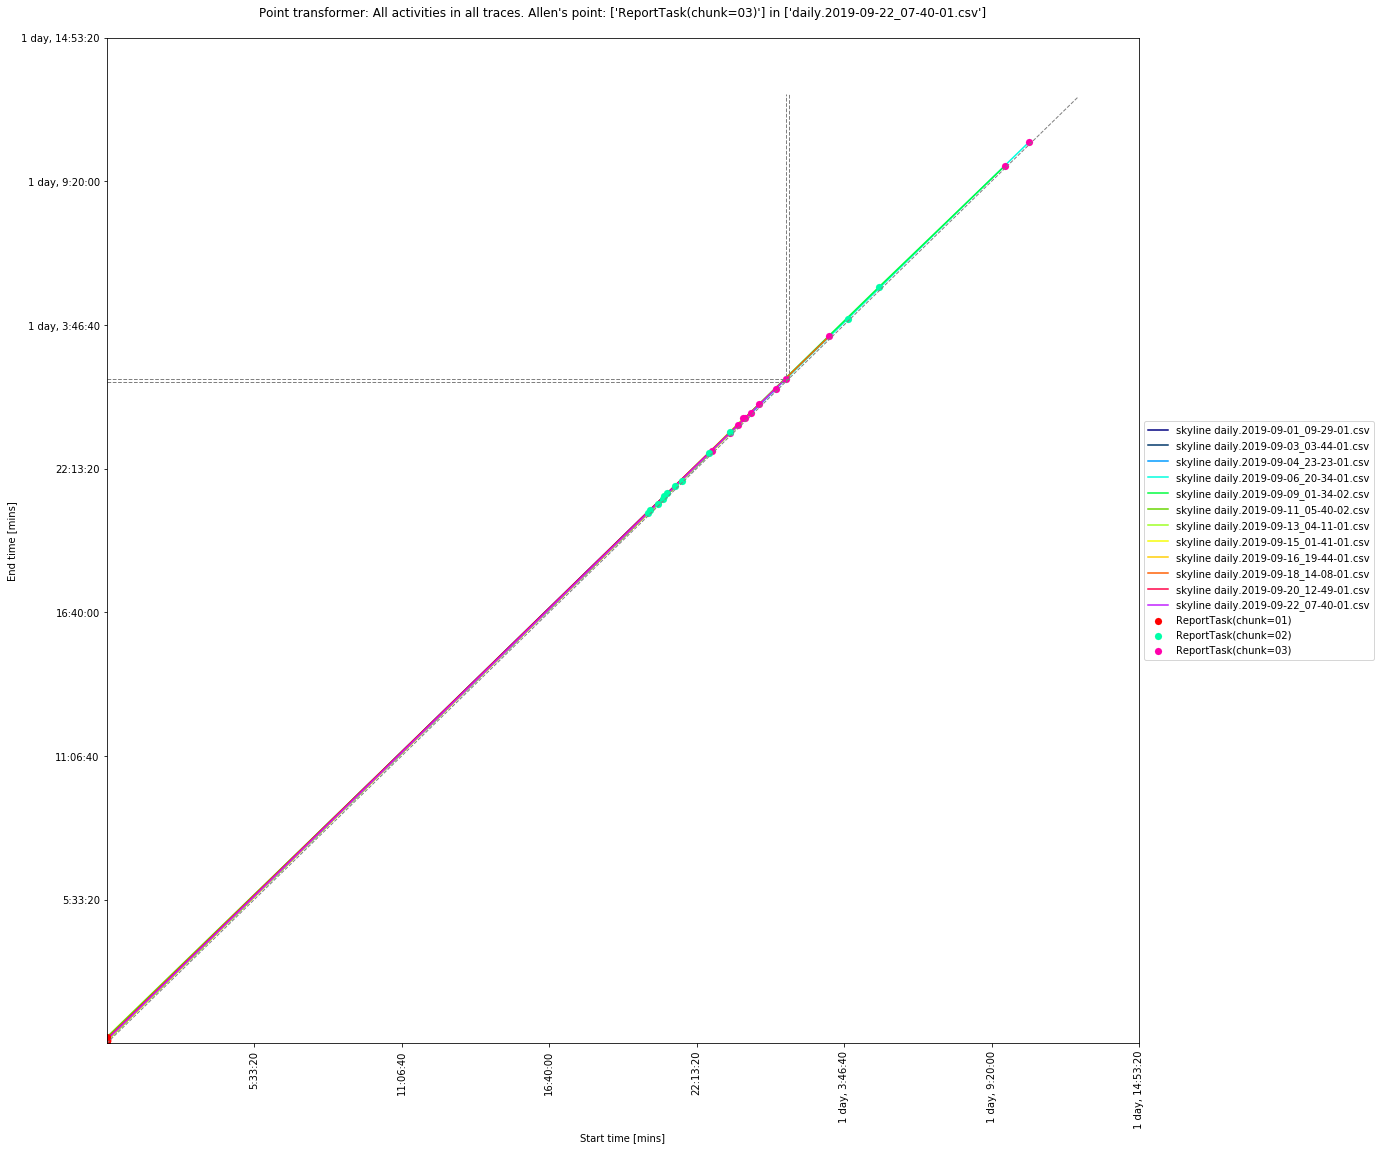 Point transformer: All activities in all traces. Allen's point: ['ReportTask(chunk=03)'] in ['daily.2019-09-22_07-40-01.csv']
1 day, 14:53:20
1 day, 9:20:00
1 day, 3:46:40
22:13:20
16:40:00
11:06:40
5:33:20
End time [mins]
5:33:20
11:06:40
16:40:00
22:13:20
1 day, 3:46:40
1 day, 9:20:00
1 day, 14:53:20
Start time [mins]
skyline daily.2019-09-01_09-29-01.csv
skyline daily.2019-09-03_03-44-01.csv
skyline daily.2019-09-04_23-23-01.csv
skyline daily.2019-09-06_20-34-01.csv
skyline daily.2019-09-09_01-34-02.csv
skyline daily.2019-09-11_05-40-02.csv
skyline daily.2019-09-13_04-11-01.csv
skyline daily.2019-09-15_01-41-01.csv
skyline daily.2019-09-16_19-44-01.csv
skyline daily.2019-09-18_14-08-01.csv
skyline daily.2019-09-20_12-49-01.csv
skyline daily.2019-09-22_07-40-01.csv
ReportTask(chunk=01)
ReportTask(chunk=02)
ReportTask(chunk=03)